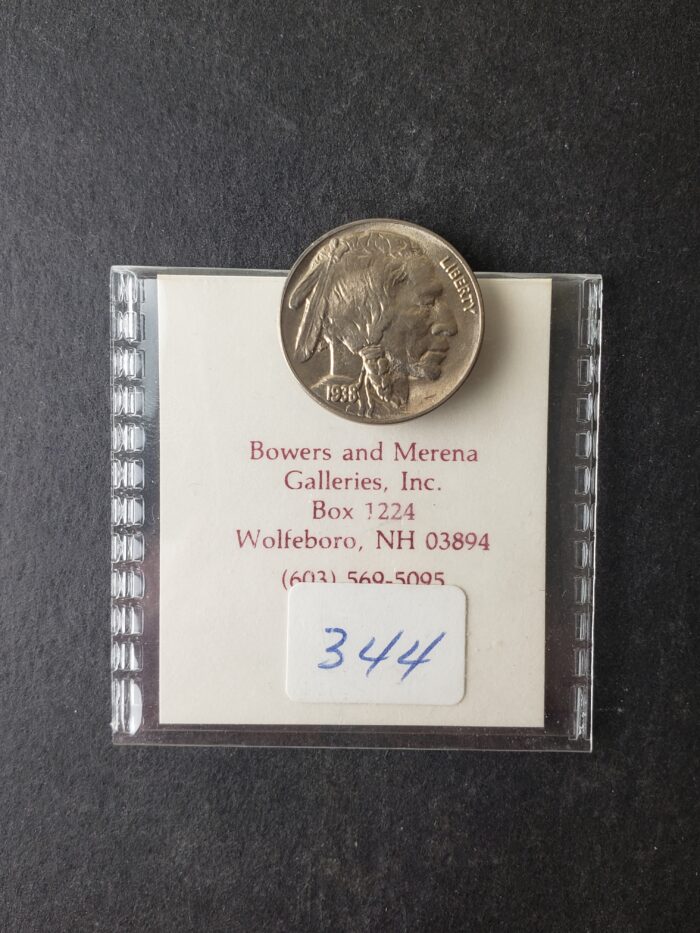 LIBERTY
1938
Bowers and Merena
Galleries, Inc.
Box 1224
Wolfeboro, NH 03894
(603) 569-5095
344